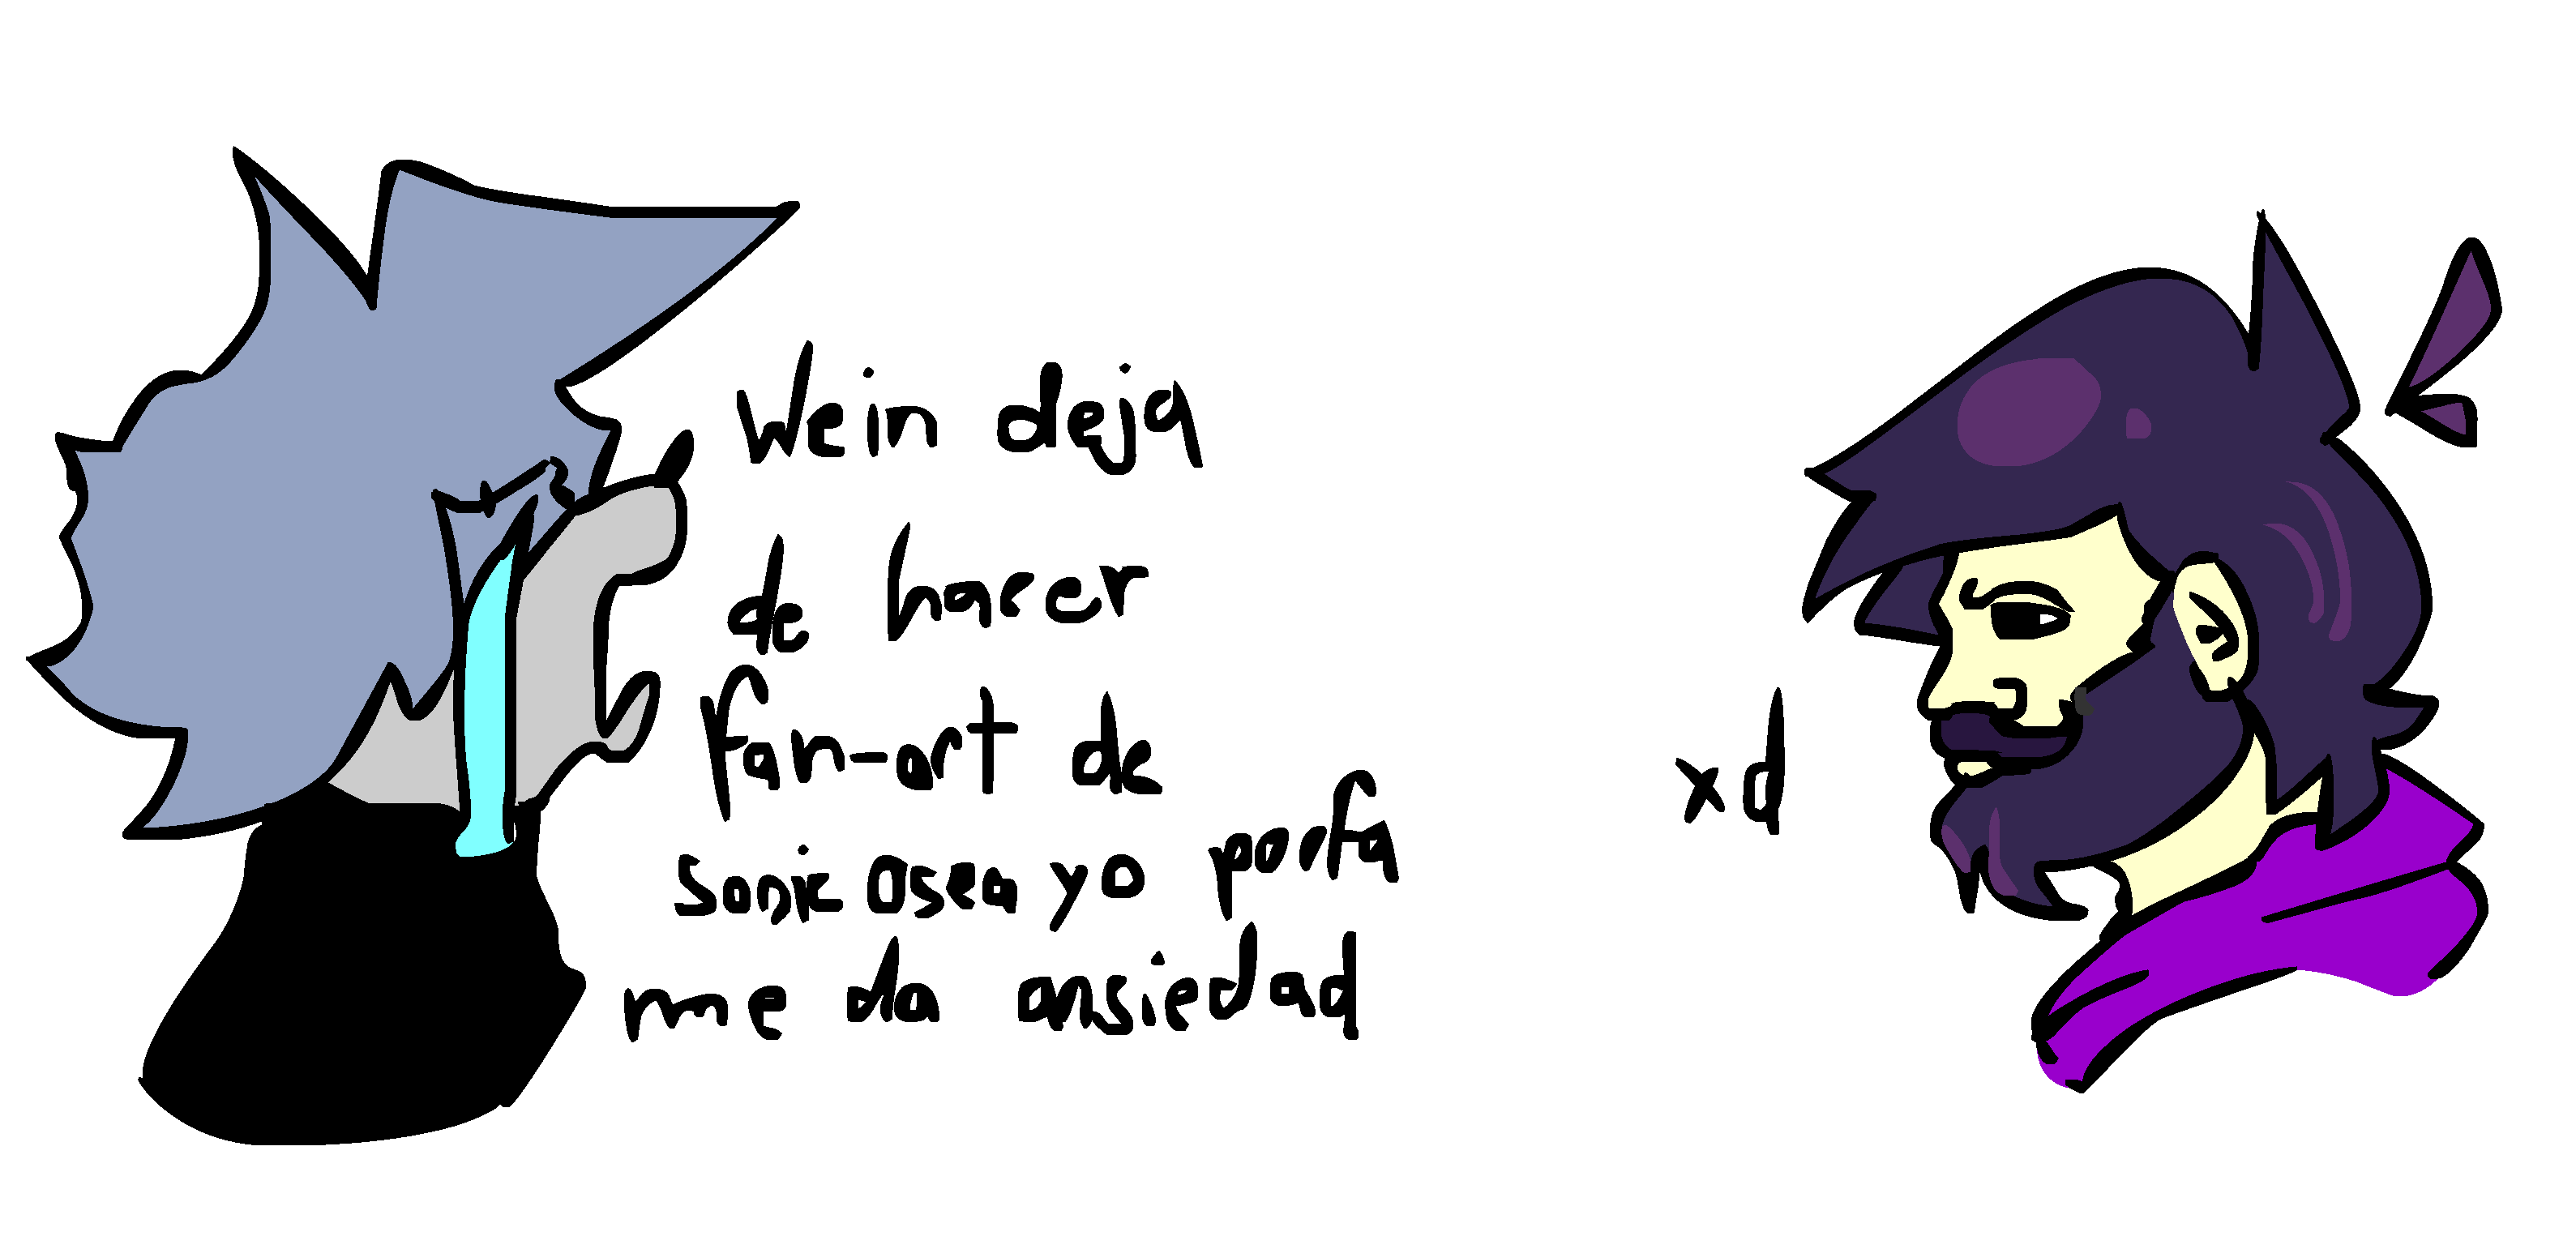 Wein deja
de hacer
fan-art de
sonic osea yo porfa
me da ansiedad
xd